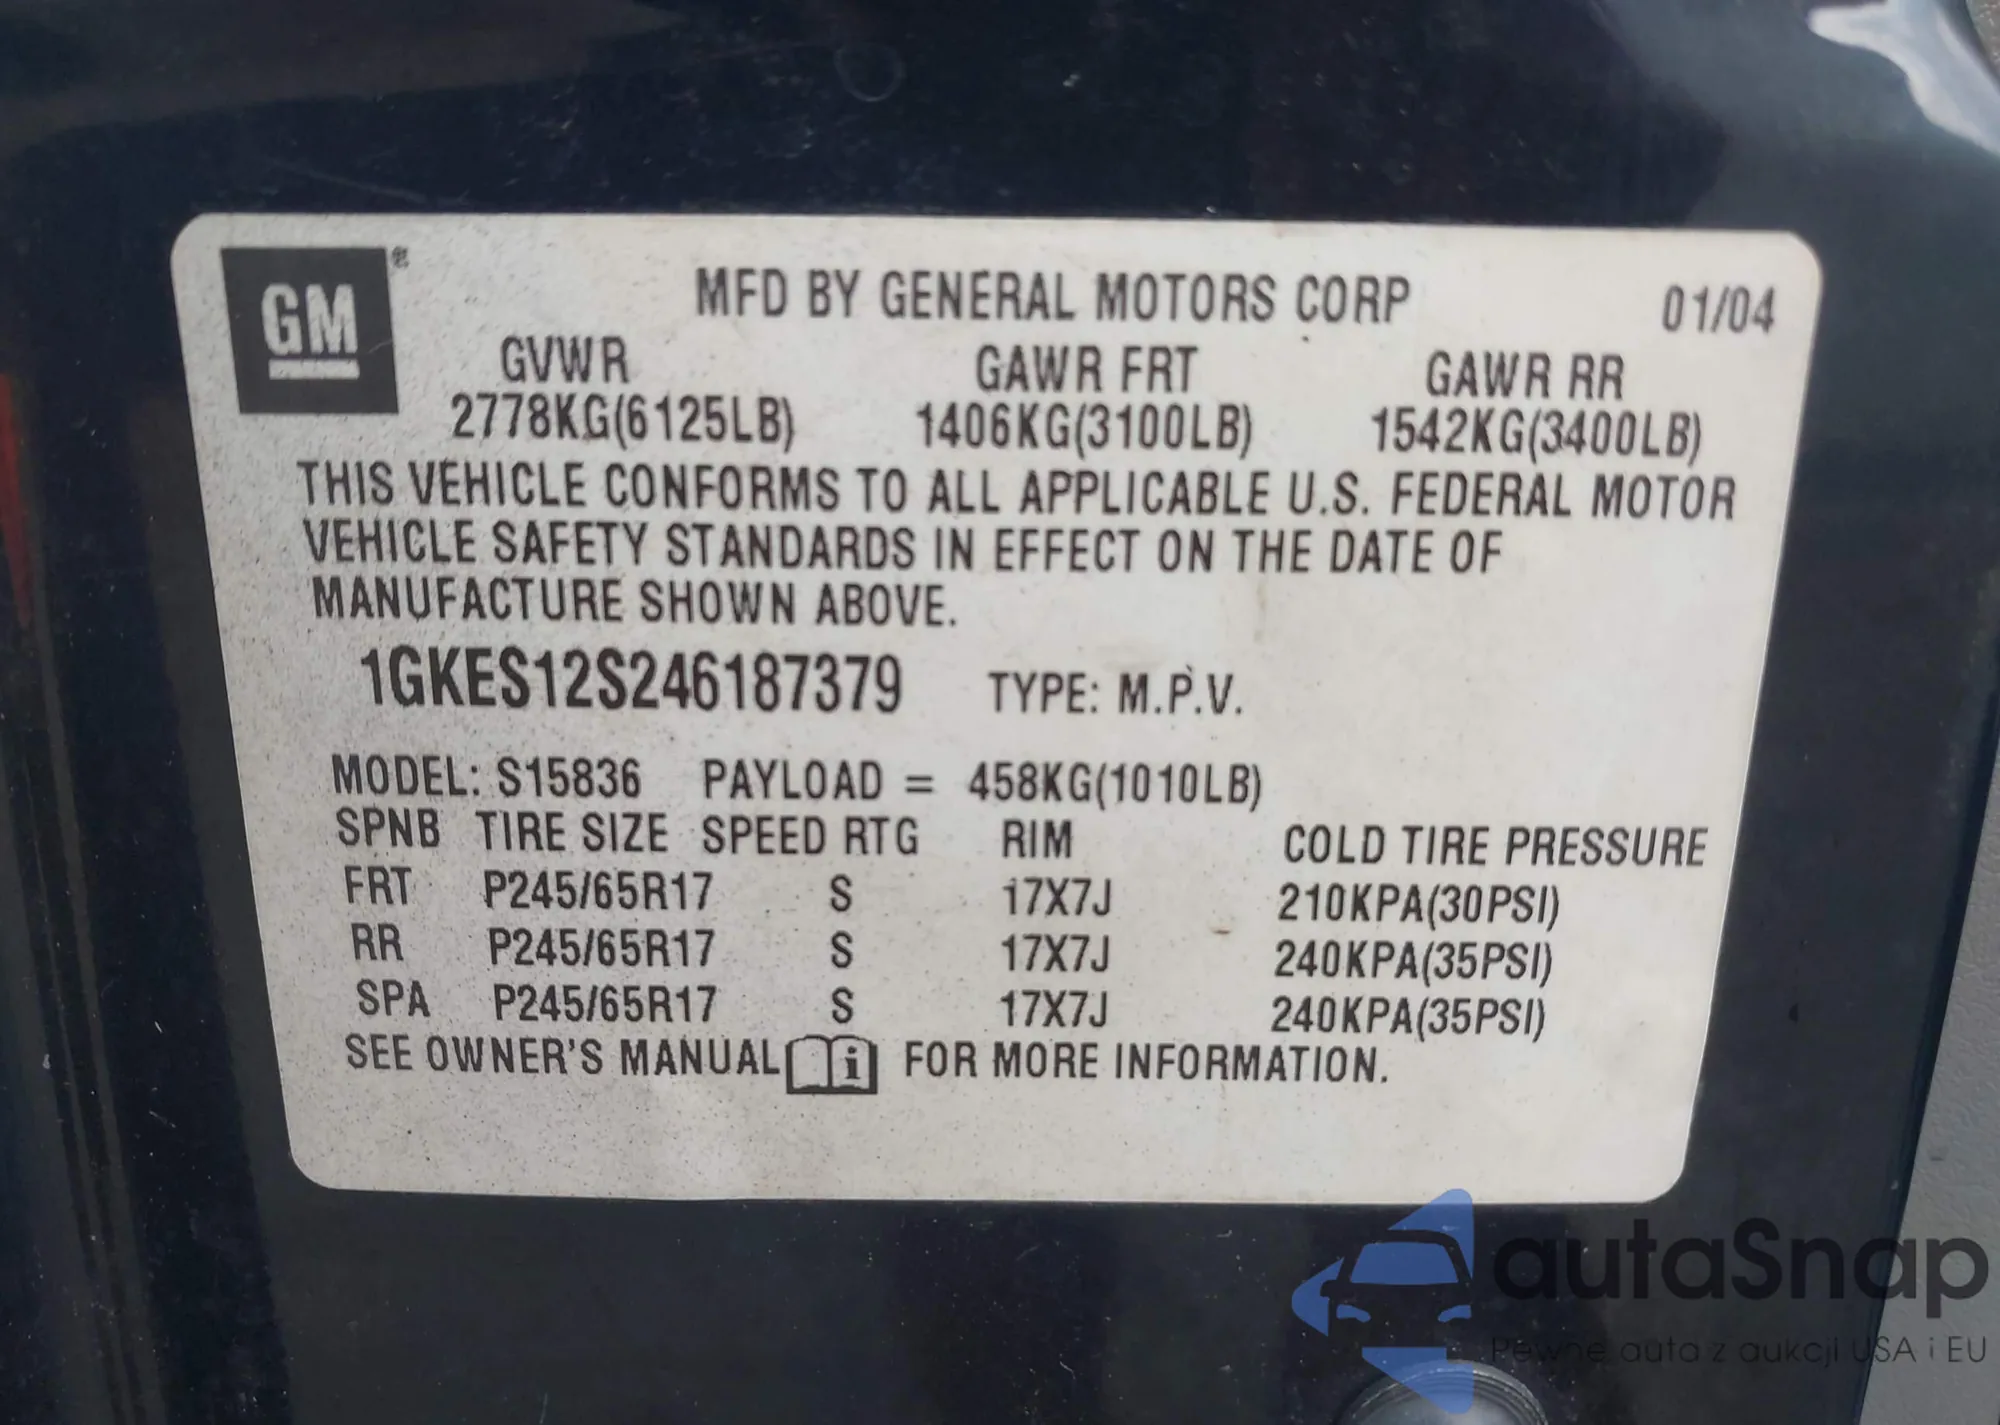 GM®
MFD BY GENERAL MOTORS CORP 01/04
GVWR GAWR FRT GAWR RR
2778KG(6125LB) 1406KG(3100LB) 1542KG(3400LB)
THIS VEHICLE CONFORMS TO ALL APPLICABLE U.S. FEDERAL MOTOR
VEHICLE SAFETY STANDARDS IN EFFECT ON THE DATE OF
MANUFACTURE SHOWN ABOVE.
1GKES12S246187379 TYPE: M.P.V.
MODEL: S15836 PAYLOAD = 458KG(1010LB)
SPNB TIRE SIZE SPEED RTG RIM COLD TIRE PRESSURE
FRT P245/65R17 S 17X7J 210KPA(30PSI)
RR P245/65R17 S 17X7J 240KPA(35PSI)
SPA P245/65R17 S 17X7J 240KPA(35PSI)
SEE OWNER'S MANUAL i FOR MORE INFORMATION.
autaSnap
Pewne auta z aukcji USA i EU